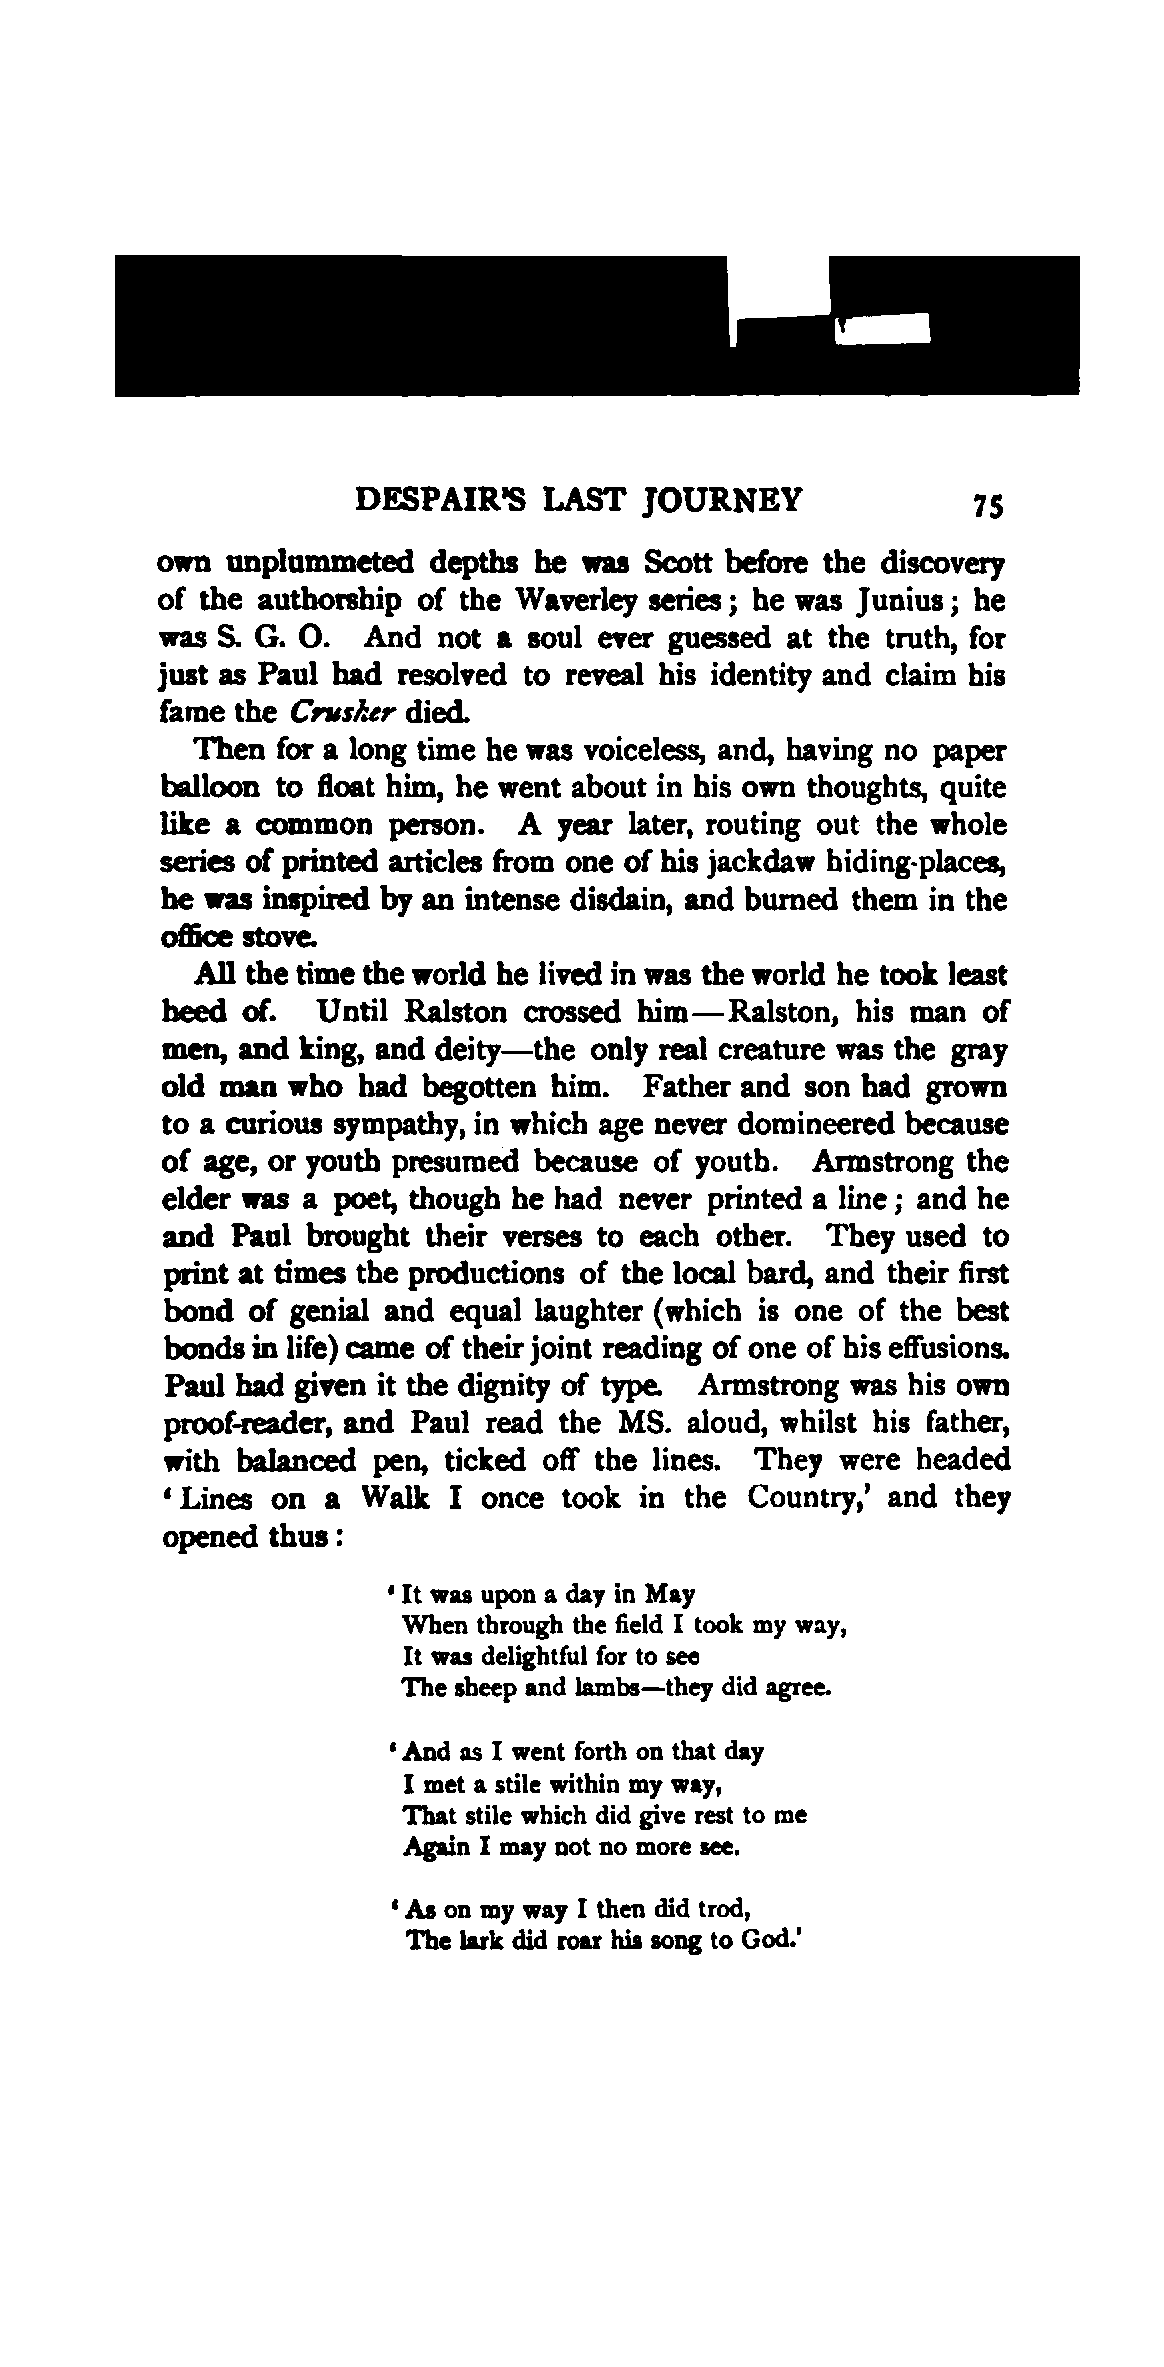 DESPAIR'S LAST JOURNEY 75
own unplummeted depths he was Scott before the discovery
of the authorship of the Waverley series; he was Junius; he
was S. G. O. And not a soul ever guessed at the truth, for
just as Paul had resolved to reveal his identity and claim his
fame the Crusher died.
Then for a long time he was voiceless, and, having no paper
balloon to float him, he went about in his own thoughts, quite
like a common person. A year later, routing out the whole
series of printed articles from one of his jackdaw hiding-places,
he was inspired by an intense disdain, and burned them in the
office stove.
All the time the world he lived in was the world he took least
heed of. Until Ralston crossed him—Ralston, his man of
men, and king, and deity—the only real creature was the gray
old man who had begotten him. Father and son had grown
to a curious sympathy, in which age never domineered because
of age, or youth presumed because of youth. Armstrong the
elder was a poet, though he had never printed a line; and he
and Paul brought their verses to each other. They used to
print at times the productions of the local bard, and their first
bond of genial and equal laughter (which is one of the best
bonds in life) came of their joint reading of one of his effusions.
Paul had given it the dignity of type. Armstrong was his own
proof-reader, and Paul read the MS. aloud, whilst his father,
with balanced pen, ticked off the lines. They were headed
'Lines on a Walk I once took in the Country,' and they
opened thus:
'It was upon a day in May
When through the field I took my way,
It was delightful for to see
The sheep and lambs—they did agree.
'And as I went forth on that day
I met a stile within my way,
That stile which did give rest to me
Again I may not no more see.
'As on my way I then did trod,
The lark did roar his song to God.'